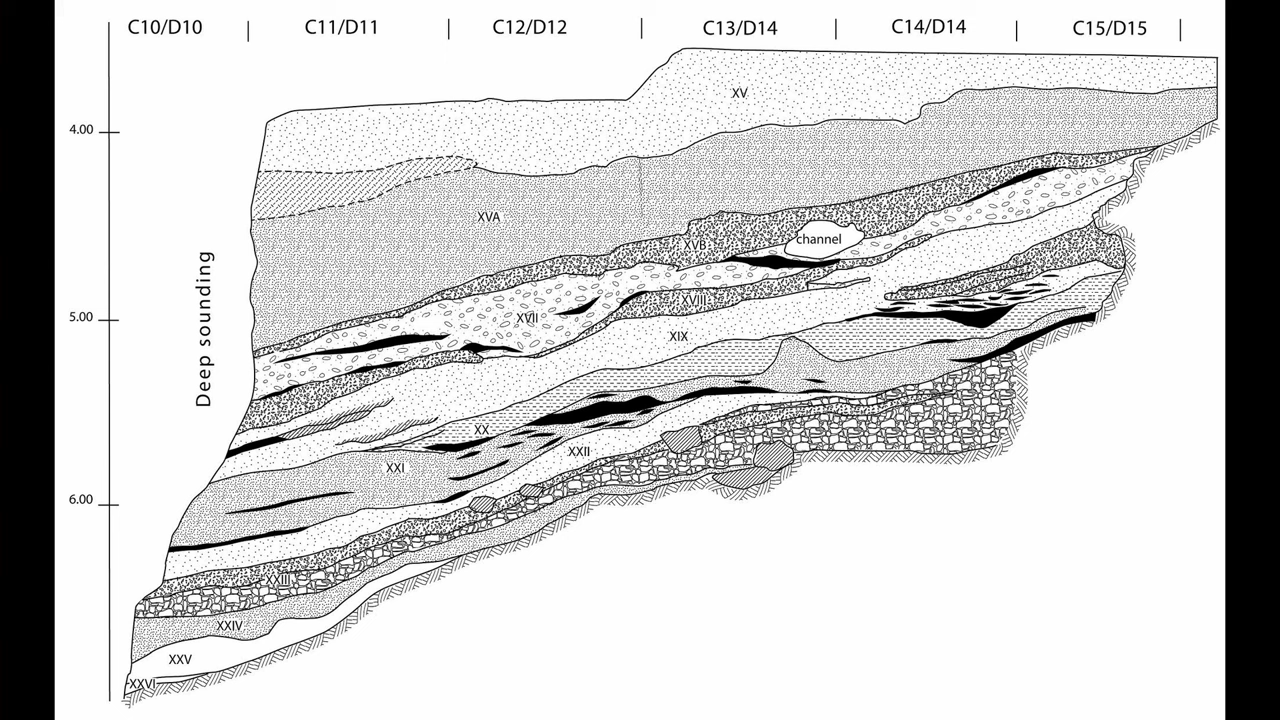 C10/D10 | C11/D11 | C12/D12 | C13/D14 | C14/D14 | C15/D15 |
XV
4.00
XVA
Deep sounding
XVB
channel
XVIII
5.00
XVII
XIX
XX
XXI
XXII
6.00
XXIII
XXIV
XXV
XXVI